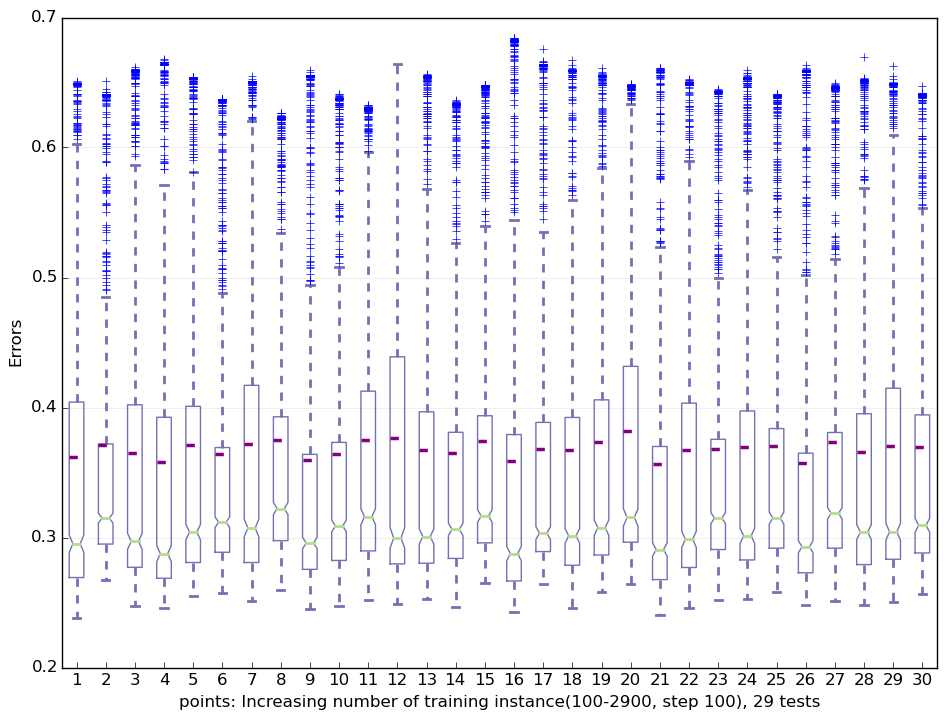 0.7
0.6
0.5
0.4
0.3
0.2
Errors
1 2 3 4 5 6 7 8 9 10 11 12 13 14 15 16 17 18 19 20 21 22 23 24 25 26 27 28 29 30
points: Increasing number of training instance(100-2900, step 100), 29 tests